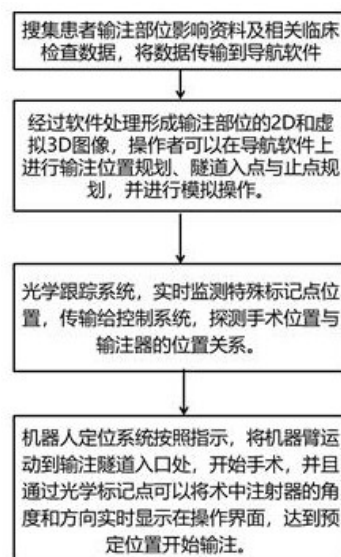 搜集患者输注部位影响资料及相关临床
检查数据，将数据传输到导航软件
经过软件处理形成输注部位的2D和虚
拟3D图像，操作者可以在导航软件上
进行输注位置规划、隧道入点与止点规
划，并进行模拟操作。
光学跟踪系统，实时监测特殊标记点位
置，传输给控制系统，探测手术位置与
输注器的位置关系。
机器人定位系统按照指示，将机器臂运
动到输注隧道入口处，开始手术，并且
通过光学标记点可以将术中注射器的角
度和方向实时显示在操作界面，达到预
定位置开始输注。